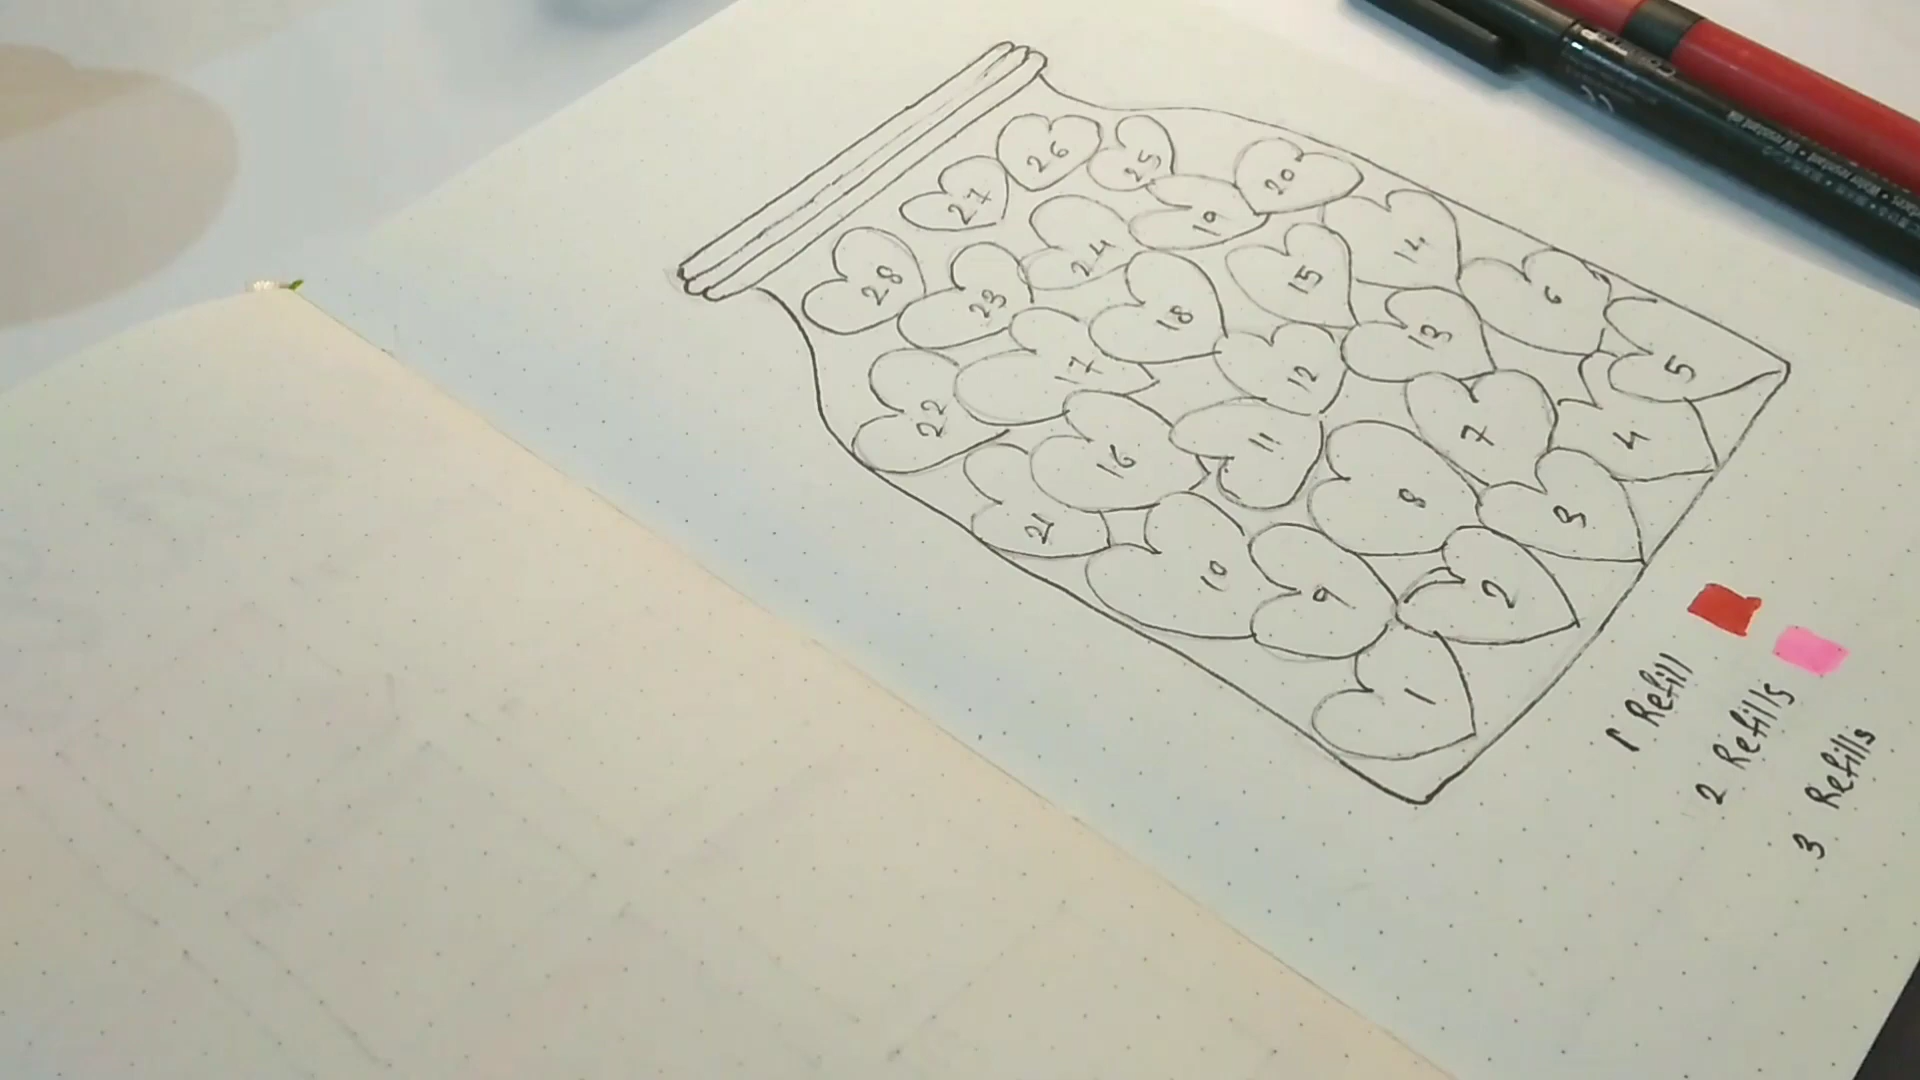 28 27 26 25
22 23 24 19 20
21 16 17 18 15 14
10 11 12 13 6
9 8 7 5
1 2 3 4
1 Refill
2 Refills
3 Refills